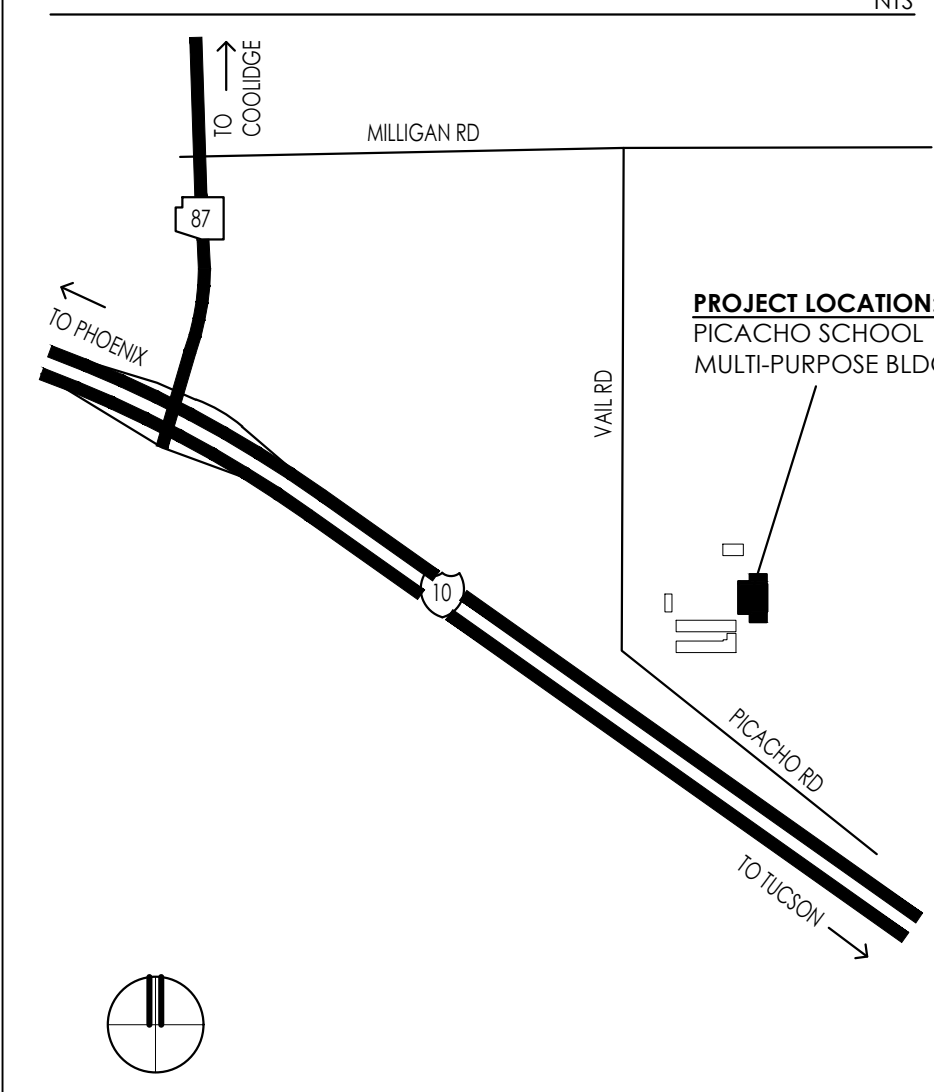 NTS
TO
COOLIDGE
MILLIGAN RD
87
TO PHOENIX
PROJECT LOCATION:
PICACHO SCHOOL
MULTI-PURPOSE BLDG
VAIL RD
10
PICACHO RD
TO TUCSON